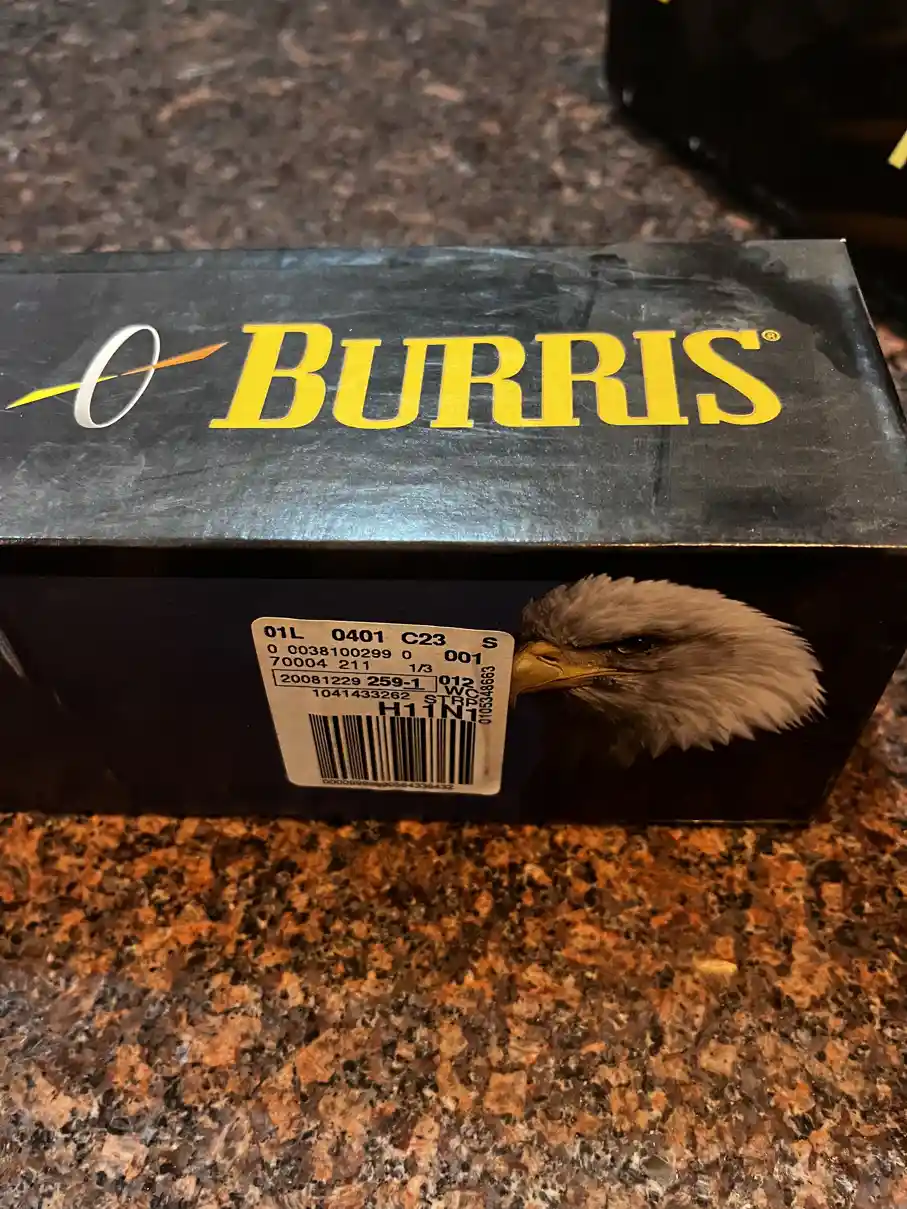 BURRIS®
01L 0401 C23 S
0 0038100299 0 001
70004 211 1/3
20081229 259-1 012
1041433262 STRP WC
H11N1
0105348663